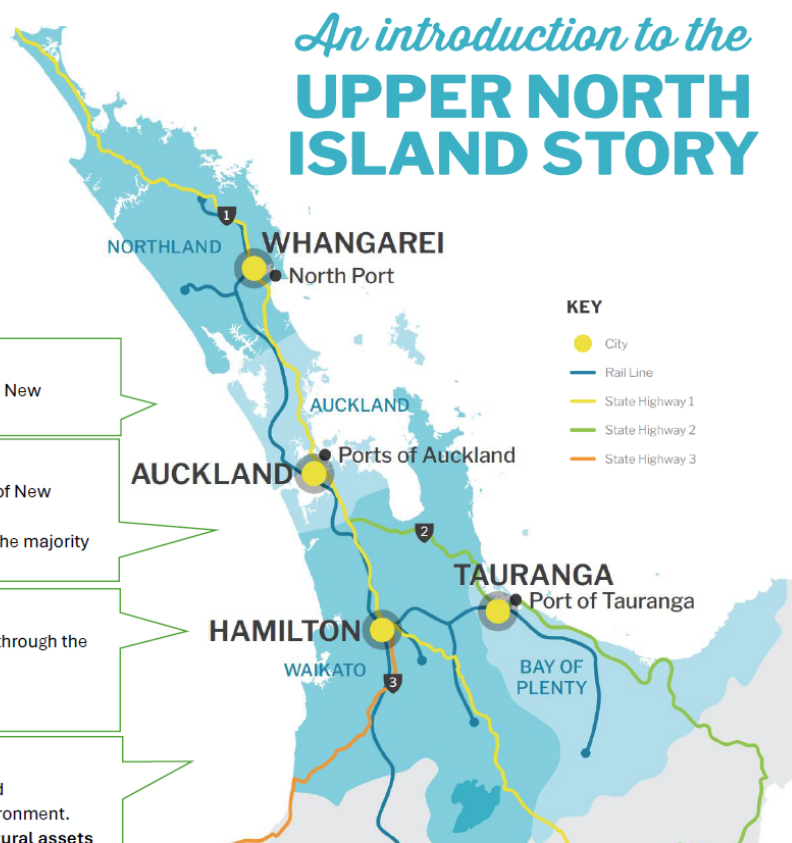 An introduction to the
UPPER NORTH
ISLAND STORY
1
NORTHLAND
WHANGAREI
North Port
KEY
City
Rail Line
State Highway 1
State Highway 2
State Highway 3
New
AUCKLAND
Ports of Auckland
AUCKLAND
of New
he majority
2
TAURANGA
Port of Tauranga
HAMILTON
through the
WAIKATO
3
BAY OF
PLENTY
ironment.
ural assets